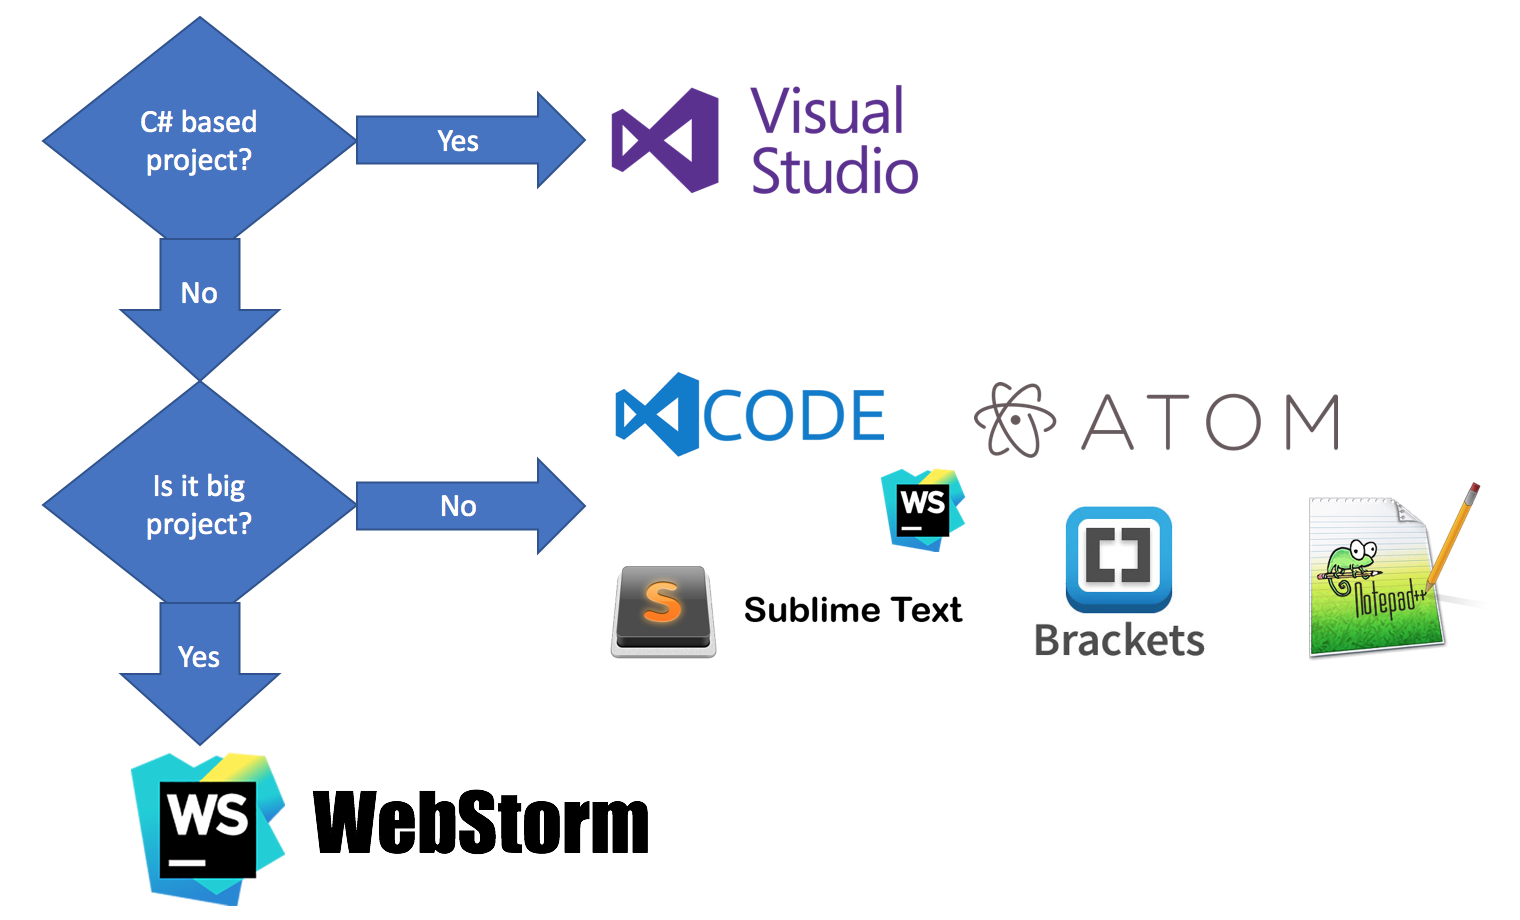 C# based
project?
Yes
Visual
Studio
No
CODE
ATOM
Is it big
project?
No
WS
Notepad++
Sublime Text
S
Brackets
Yes
WS
WebStorm